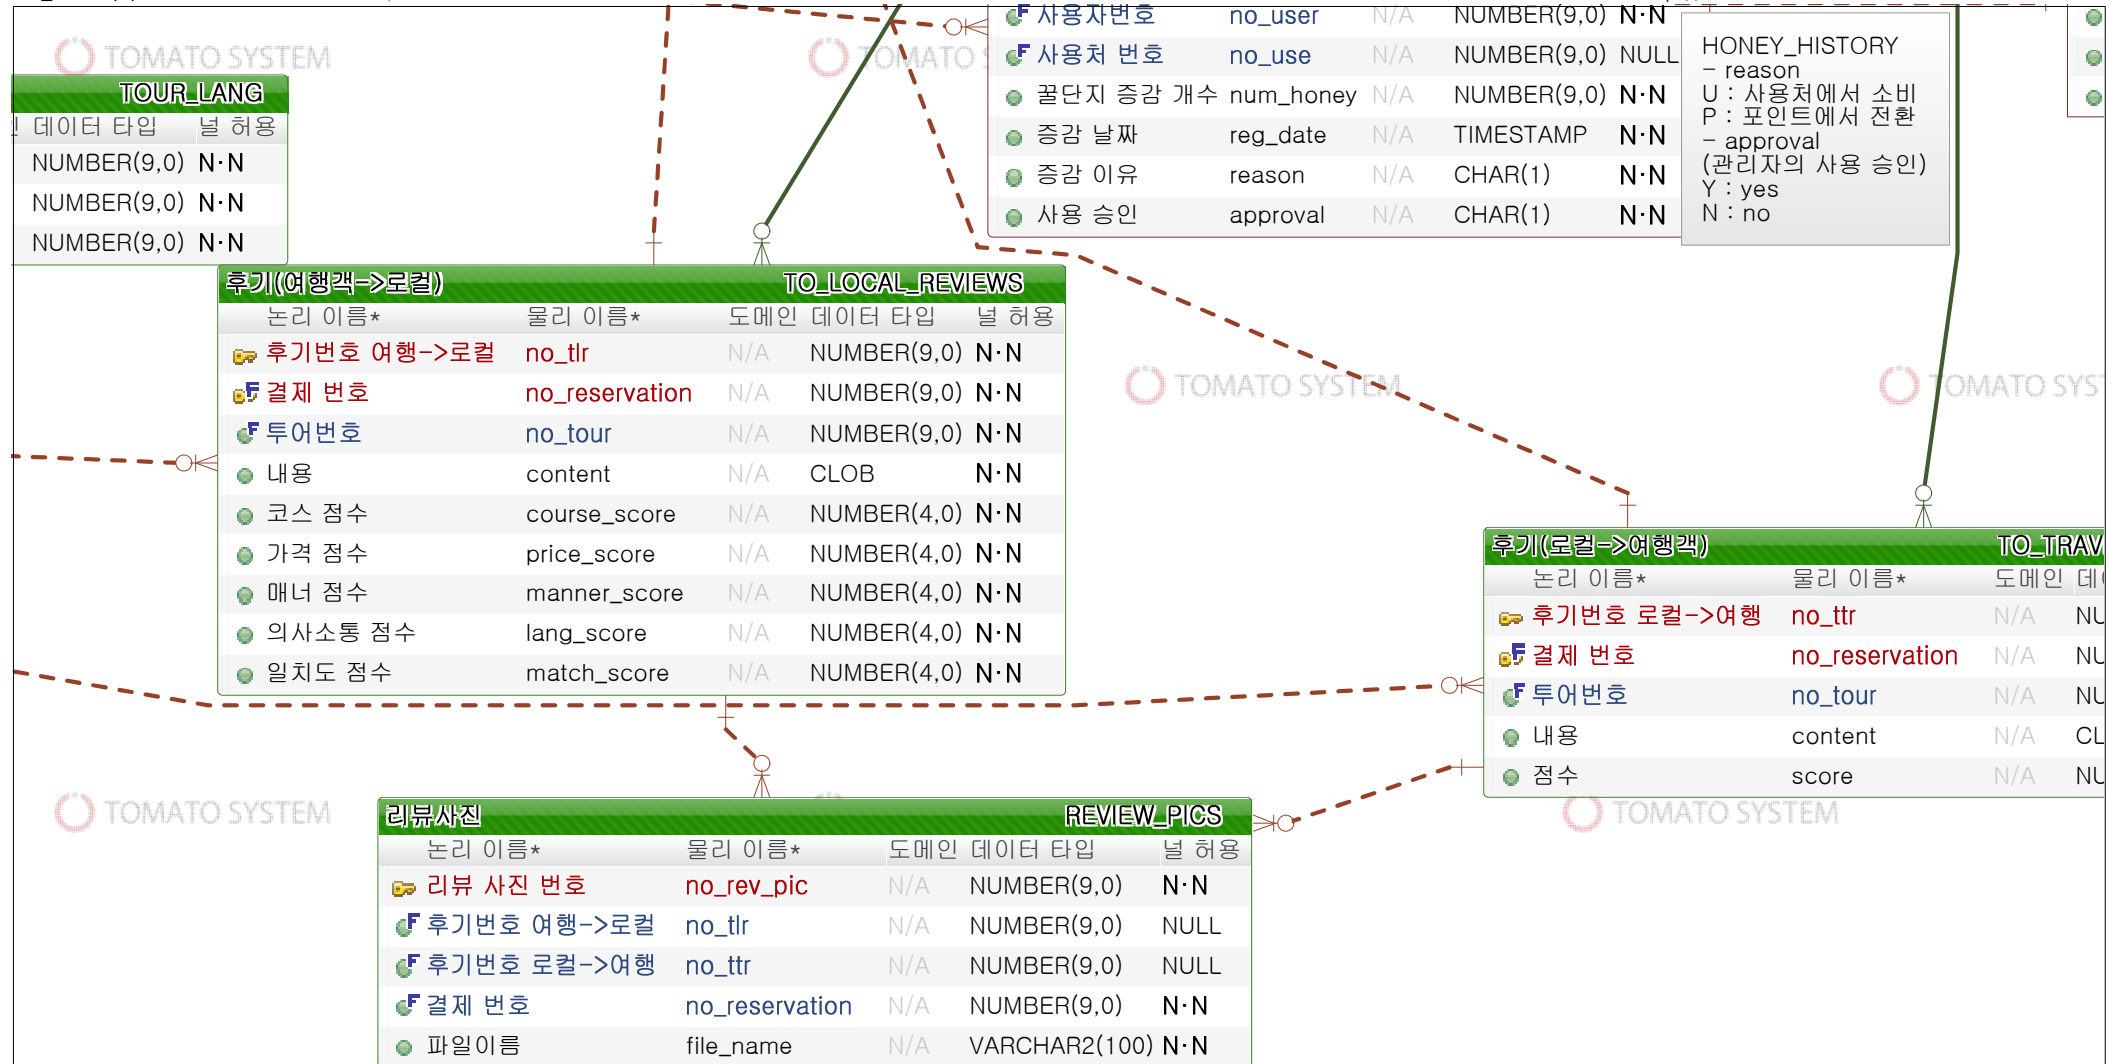 TOMATO SYSTEM
TOMATO S
사용자번호 no_user N/A NUMBER(9,0) N·N
사용처 번호 no_use N/A NUMBER(9,0) NULL
꿀단지 증감 개수 num_honey N/A NUMBER(9,0) N·N
증감 날짜 reg_date N/A TIMESTAMP N·N
증감 이유 reason N/A CHAR(1) N·N
사용 승인 approval N/A CHAR(1) N·N
HONEY_HISTORY
- reason
U : 사용처에서 소비
P : 포인트에서 전환
- approval
(관리자의 사용 승인)
Y : yes
N : no
TOUR_LANG
데이터 타입 널 허용
NUMBER(9,0) N·N
NUMBER(9,0) N·N
NUMBER(9,0) N·N
후기(여행객->로컬) TO_LOCAL_REVIEWS
논리 이름* 물리 이름* 도메인 데이터 타입 널 허용
후기번호 여행->로컬 no_tlr N/A NUMBER(9,0) N·N
결제 번호 no_reservation N/A NUMBER(9,0) N·N
투어번호 no_tour N/A NUMBER(9,0) N·N
내용 content N/A CLOB N·N
코스 점수 course_score N/A NUMBER(4,0) N·N
가격 점수 price_score N/A NUMBER(4,0) N·N
매너 점수 manner_score N/A NUMBER(4,0) N·N
의사소통 점수 lang_score N/A NUMBER(4,0) N·N
일치도 점수 match_score N/A NUMBER(4,0) N·N
TOMATO SYSTEM
TOMATO SYS
후기(로컬->여행객) TO_TRAV
논리 이름* 물리 이름* 도메인 데
후기번호 로컬->여행 no_ttr N/A NU
결제 번호 no_reservation N/A NU
투어번호 no_tour N/A NU
내용 content N/A CL
점수 score N/A NU
TOMATO SYSTEM
TOMATO SYSTEM
리뷰사진 REVIEW_PICS
논리 이름* 물리 이름* 도메인 데이터 타입 널 허용
리뷰 사진 번호 no_rev_pic N/A NUMBER(9,0) N·N
후기번호 여행->로컬 no_tlr N/A NUMBER(9,0) NULL
후기번호 로컬->여행 no_ttr N/A NUMBER(9,0) NULL
결제 번호 no_reservation N/A NUMBER(9,0) N·N
파일이름 file_name N/A VARCHAR2(100) N·N